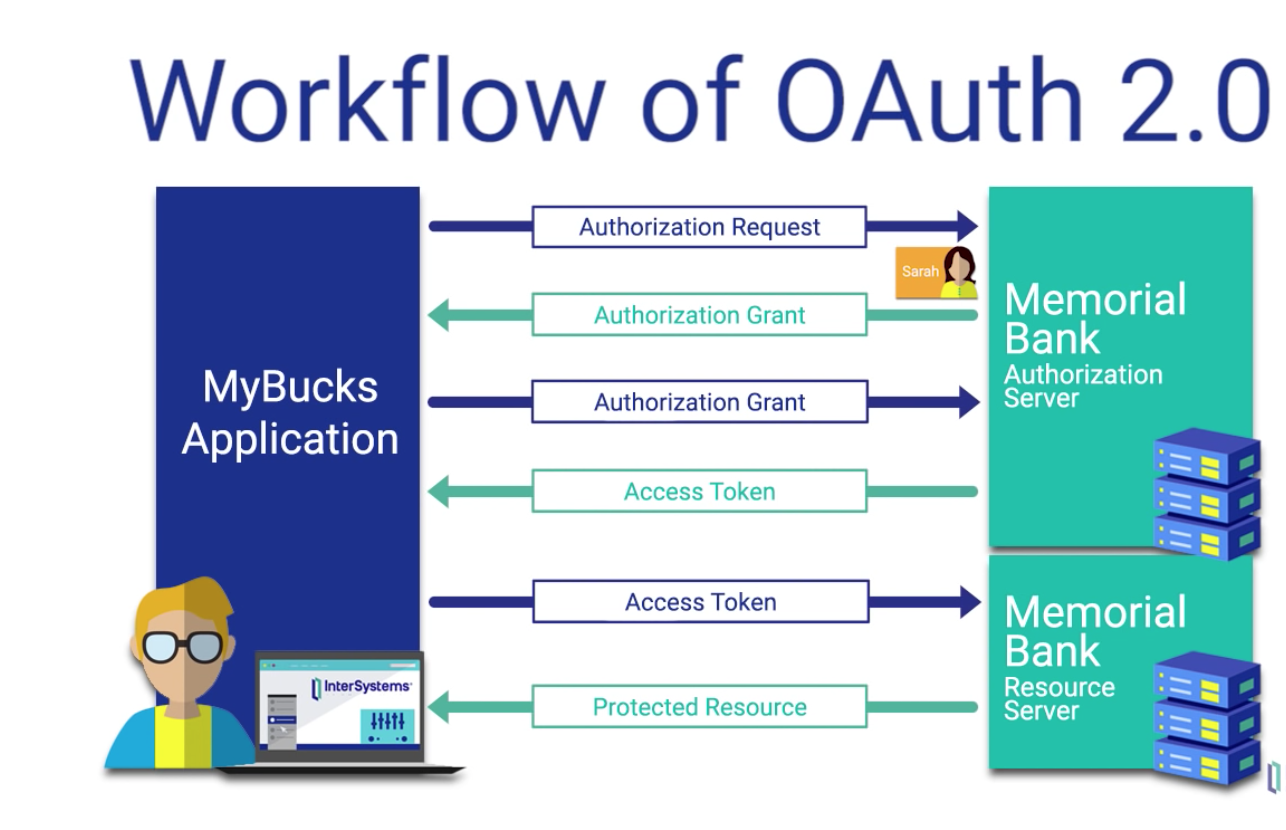 Workflow of OAuth 2.0
MyBucks
Application
Authorization Request
Sarah
Authorization Grant
Authorization Grant
Access Token
Access Token
Protected Resource
Memorial
Bank
Authorization
Server
Memorial
Bank
Resource
Server
InterSystems